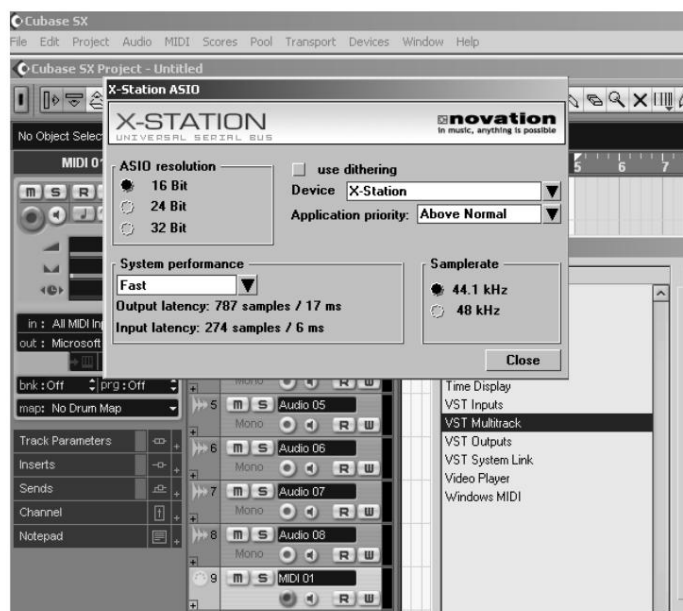 Cubase SX
File Edit Project Audio MIDI Scores Pool Transport Devices Window Help
Cubase SX Project - Untitled
X-Station ASIO
X-STATION
UNIVERSAL SERIAL BUS
novation
in music, anything is possible
No Object Selec
MIDI 01
5 6 7
ASIO resolution
16 Bit
24 Bit
32 Bit
use dithering
Device X-Station
Application priority: Above Normal
System performance
Fast
Output latency: 787 samples / 17 ms
Input latency: 274 samples / 6 ms
Samplerate
44.1 kHz
48 kHz
Close
M S R
in : All MIDI In
out : Microsoft
bnk : Off prg : Off
map: No Drum Map
Track Parameters
Inserts
Sends
Channel
Notepad
Mono R W
5 M S Audio 05
Mono R W
6 M S Audio 06
Mono R W
7 M S Audio 07
Mono R W
8 M S Audio 08
Mono R W
9 M S MIDI 01
R W
Time Display
VST Inputs
VST Multitrack
VST Outputs
VST System Link
Video Player
Windows MIDI